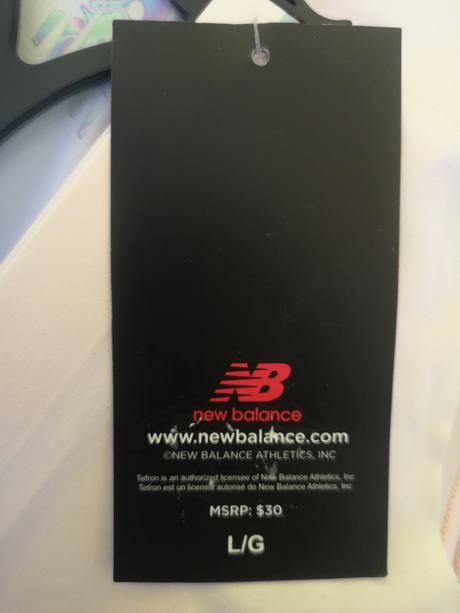 NB
new balance
www.newbalance.com
©NEW BALANCE ATHLETICS, INC
Tefron is an authorized licensee of New Balance Athletics, Inc
Tefron est un licensié autorisé de New Balance Athletics, Inc
MSRP: $30
L/G